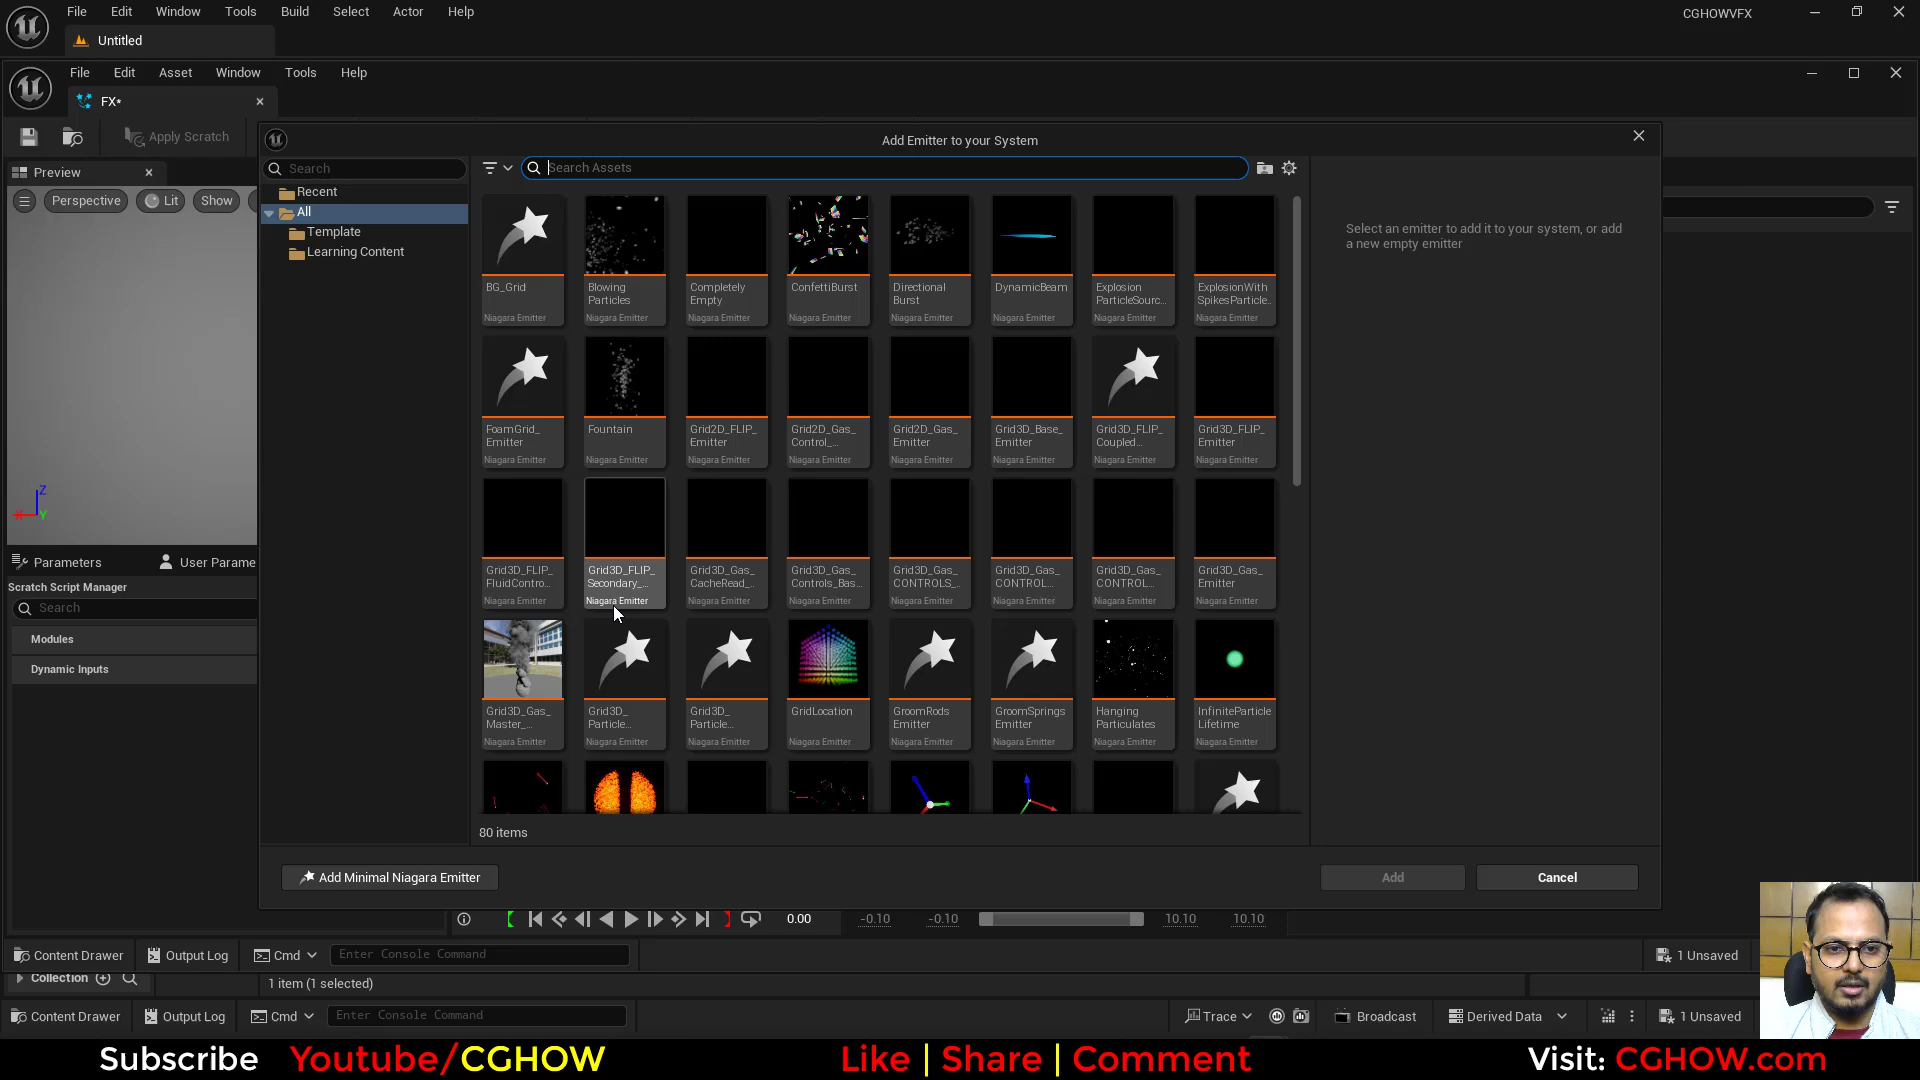 File Edit Window Tools Build Select Actor Help
CGHOWVFX
Untitled
File Edit Asset Window Tools Help
FX*
Apply Scratch
Add Emitter to your System
Preview
Search
Search Assets
Perspective
Lit
Show
Recent
All
Template
Learning Content
Select an emitter to add it to your system, or add
a new empty emitter
BG_Grid
Niagara Emitter
Blowing
Particles
Niagara Emitter
Completely
Empty
Niagara Emitter
ConfettiBurst
Niagara Emitter
Directional
Burst
Niagara Emitter
DynamicBeam
Niagara Emitter
Explosion
ParticleSourc...
Niagara Emitter
ExplosionWith
SpikesParticle..
Niagara Emitter
FoamGrid_
Emitter
Niagara Emitter
Fountain
Niagara Emitter
Grid2D_FLIP_
Emitter
Niagara Emitter
Grid2D_Gas_
Control_...
Niagara Emitter
Grid2D_Gas_
Emitter
Niagara Emitter
Grid3D_Base_
Emitter
Niagara Emitter
Grid3D_FLIP_
Coupled...
Niagara Emitter
Grid3D_FLIP_
Emitter
Niagara Emitter
Grid3D_FLIP_
FluidContro...
Niagara Emitter
Grid3D_FLIP_
Secondary_...
Niagara Emitter
Grid3D_Gas_
CacheRead_...
Niagara Emitter
Grid3D_Gas_
Controls_Bas...
Niagara Emitter
Grid3D_Gas_
CONTROLS_...
Niagara Emitter
Grid3D_Gas_
CONTROL...
Niagara Emitter
Grid3D_Gas_
CONTROL...
Niagara Emitter
Grid3D_Gas_
Emitter
Niagara Emitter
Grid3D_Gas_
Master_...
Niagara Emitter
Grid3D_
Particle...
Niagara Emitter
Grid3D_
Particle...
Niagara Emitter
GridLocation
Niagara Emitter
GroomRods
Emitter
Niagara Emitter
GroomSprings
Emitter
Niagara Emitter
Hanging
Particulates
Niagara Emitter
InfiniteParticle
Lifetime
Niagara Emitter
80 items
Z
X
Y
Parameters
User Parame
Scratch Script Manager
Search
Modules
Dynamic Inputs
Add Minimal Niagara Emitter
Add
Cancel
0.00
-0.10
-0.10
10.10
10.10
Content Drawer
Output Log
Cmd
Enter Console Command
1 Unsaved
Collection
1 item (1 selected)
Content Drawer
Output Log
Cmd
Enter Console Command
Trace
Broadcast
Derived Data
1 Unsaved
Subscribe Youtube/CGHOW
Like | Share | Comment
Visit: CGHOW.com